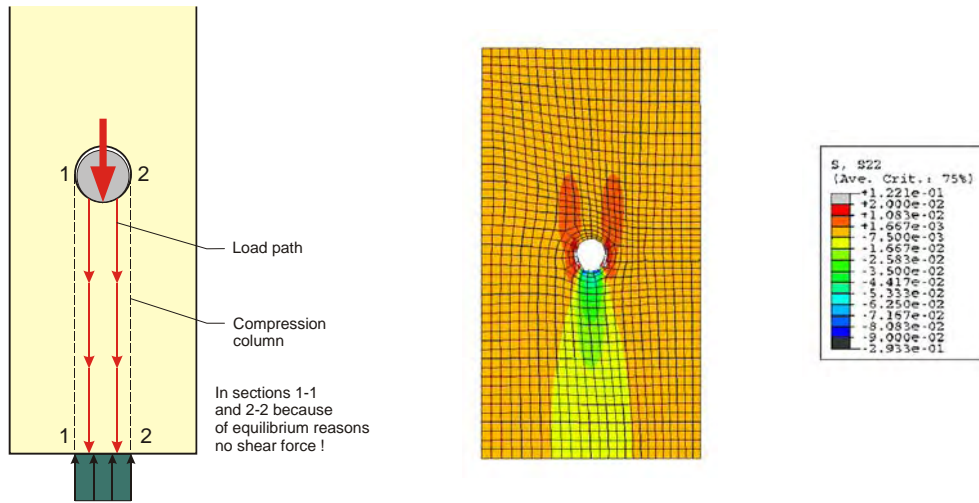 1
2
Load path
Compression
column
In sections 1-1
and 2-2 because
of equilibrium reasons
no shear force !
1
2
S, S22
(Ave. Crit.: 75%)
+1.221e-01
+2.000e-02
+1.083e-02
+1.667e-03
-7.500e-03
-1.667e-02
-2.583e-02
-3.500e-02
-4.417e-02
-5.333e-02
-6.250e-02
-7.167e-02
-8.083e-02
-9.000e-02
-2.933e-01